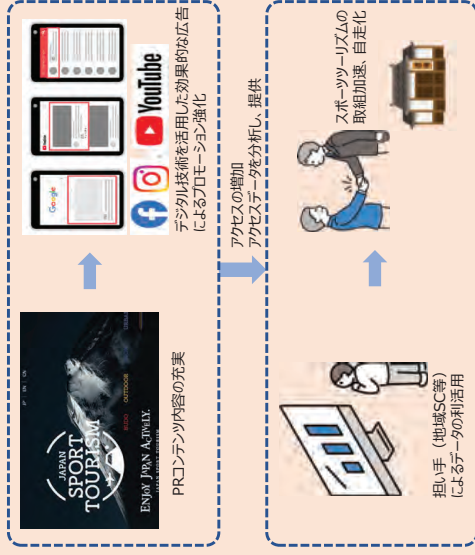 JAPAN
SPORT
TOURISM
BUDO
OUTDOOR
ENJOY JAPAN ACTIVELY.
JAPAN SPORT TOURISM
PRコンテンツ内容の充実
Google
YouTube
デジタル技術を活用した効果的な広告
によるプロモーション強化
アクセスの増加
アクセスデータを分析し、提供
担い手（地域SC等）
によるデータの利活用
スポーツツーリズムの
取組加速、自走化